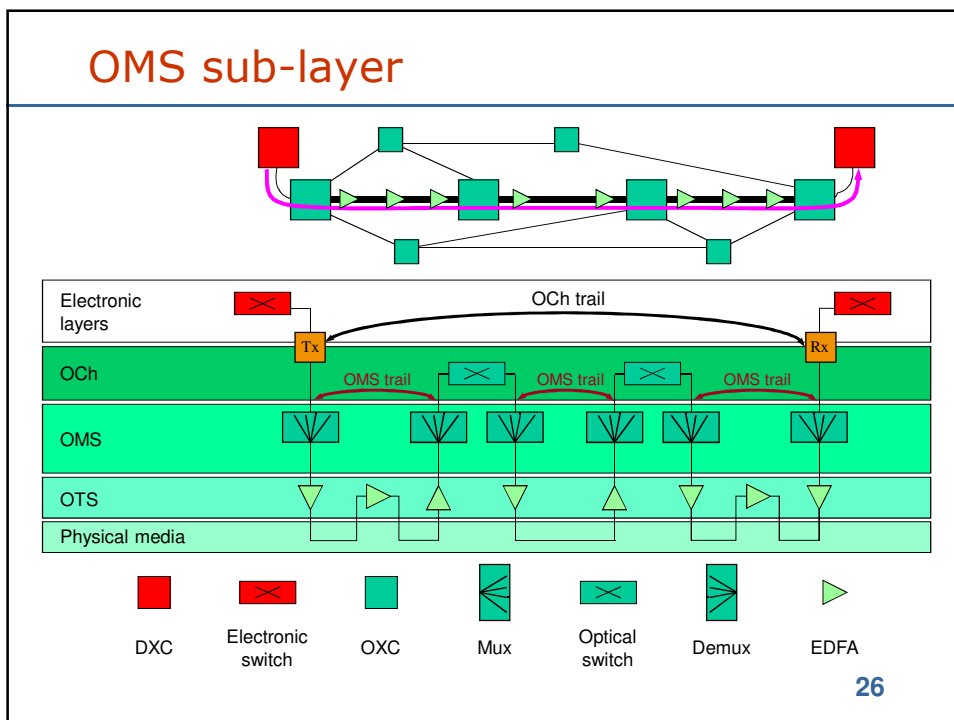 OMS sub-layer
Electronic
layers
OCh trail
Tx
Rx
OCh
OMS trail
OMS trail
OMS trail
OMS
OTS
Physical media
DXC
Electronic
switch
OXC
Mux
Optical
switch
Demux
EDFA
26